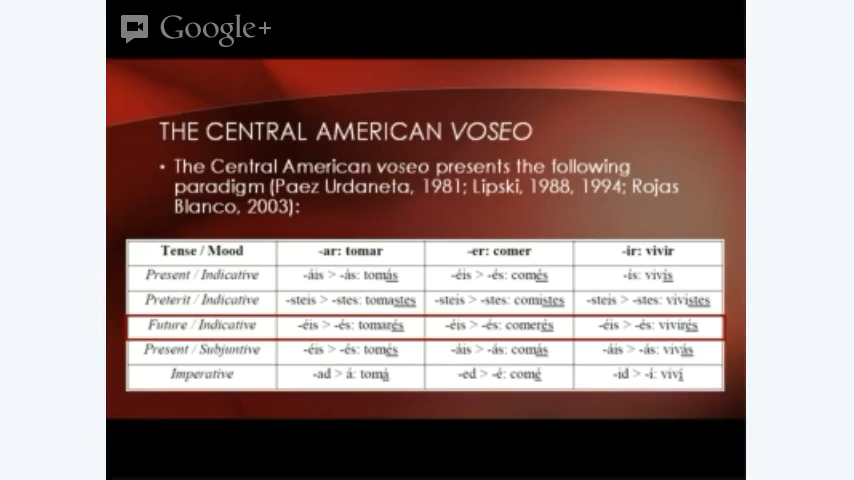 Google+
THE CENTRAL AMERICAN VOSEO
• The Central American voseo presents the following
paradigm (Paez Urdaneta, 1981; Lipski, 1988, 1994; Rojas
Blanco, 2003):
Tense / Mood -ar: tomar -er: comer -ir: vivir
Present / Indicative -áis > -ás: tomás -éis > -és: comés -ís: vivís
Preterit / Indicative -steis > -stes: tomastes -steis > -stes: comistes -steis > -stes: vivistes
Future / Indicative -éis > -és: tomarés -éis > -és: comerés -éis > -és: vivirés
Present / Subjuntive -éis > -és: tomés -áis > -ás: comás -áis > -ás: vivás
Imperative -ad > á: tomá -ed > -é: comé -id > -í: viví